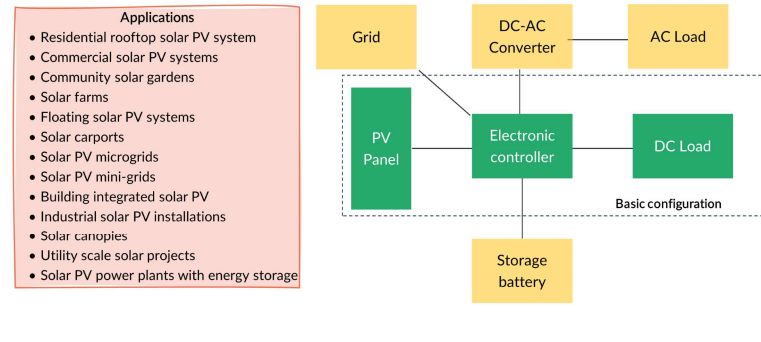 Applications
• Residential rooftop solar PV system
• Commercial solar PV systems
• Community solar gardens
• Solar farms
• Floating solar PV systems
• Solar carports
• Solar PV microgrids
• Solar PV mini-grids
• Building integrated solar PV
• Industrial solar PV installations
• Solar canopies
• Utility scale solar projects
• Solar PV power plants with energy storage
Grid
DC-AC
Converter
AC Load
PV
Panel
Electronic
controller
DC Load
Basic configuration
Storage
battery